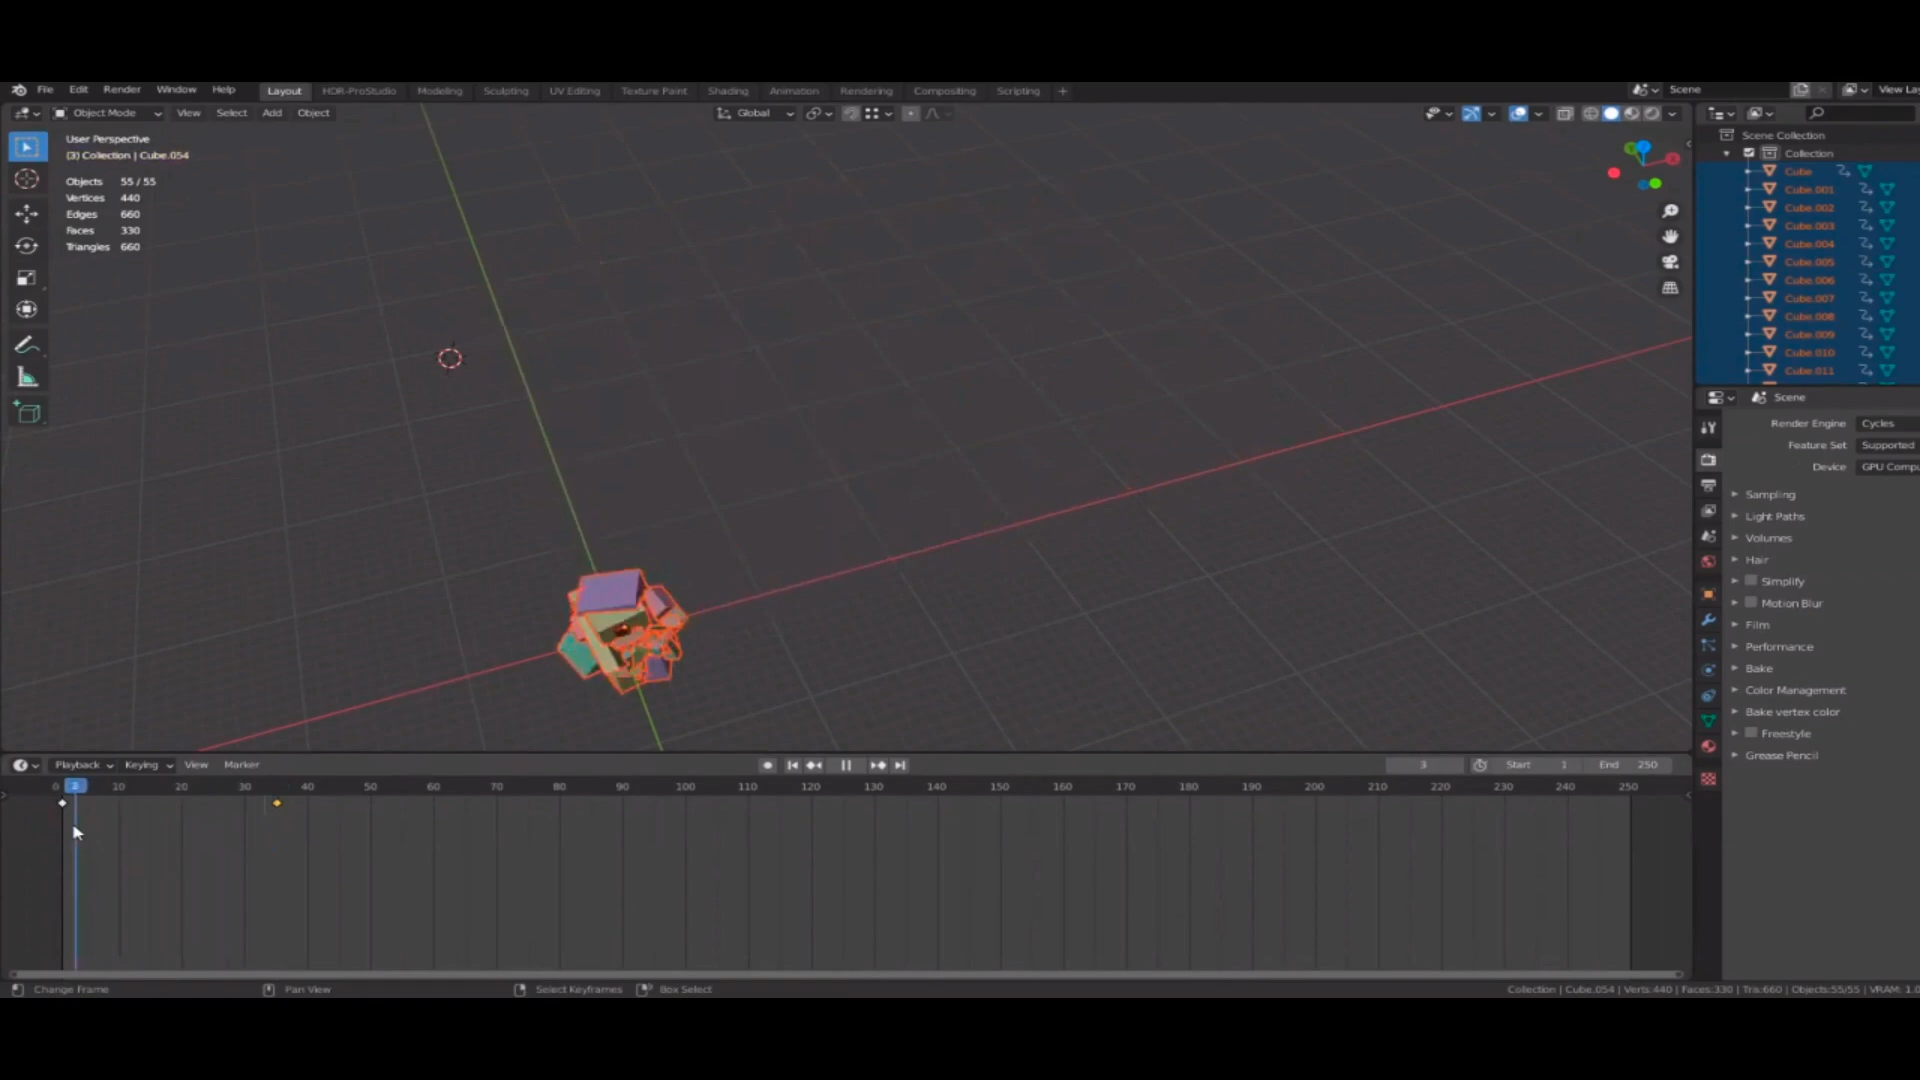 File Edit Render Window Help Layout HDR-ProStudio Modeling Sculpting UV Editing Texture Paint Shading Animation Rendering Compositing Scripting + Scene View Lay
Object Mode View Select Add Object Global
User Perspective
(3) Collection | Cube.054
Objects 55 / 55
Vertices 440
Edges 660
Faces 330
Triangles 660
Scene Collection
Collection
Cube
Cube.001
Cube.002
Cube.003
Cube.004
Cube.005
Cube.006
Cube.007
Cube.008
Cube.009
Cube.010
Cube.011
Scene
Render Engine Cycles
Feature Set Supported
Device GPU Compu
Sampling
Light Paths
Volumes
Hair
Simplify
Motion Blur
Film
Performance
Bake
Color Management
Bake vertex color
Freestyle
Grease Pencil
Playback Keying View Marker 3 Start 1 End 250
0 3 10 20 30 40 50 60 70 80 90 100 110 120 130 140 150 160 170 180 190 200 210 220 230 240 250
Change Frame Pan View Select Keyframes Box Select Collection | Cube.054 | Verts:440 | Faces:330 | Tris:660 | Objects:55/55 | VRAM: 1.0